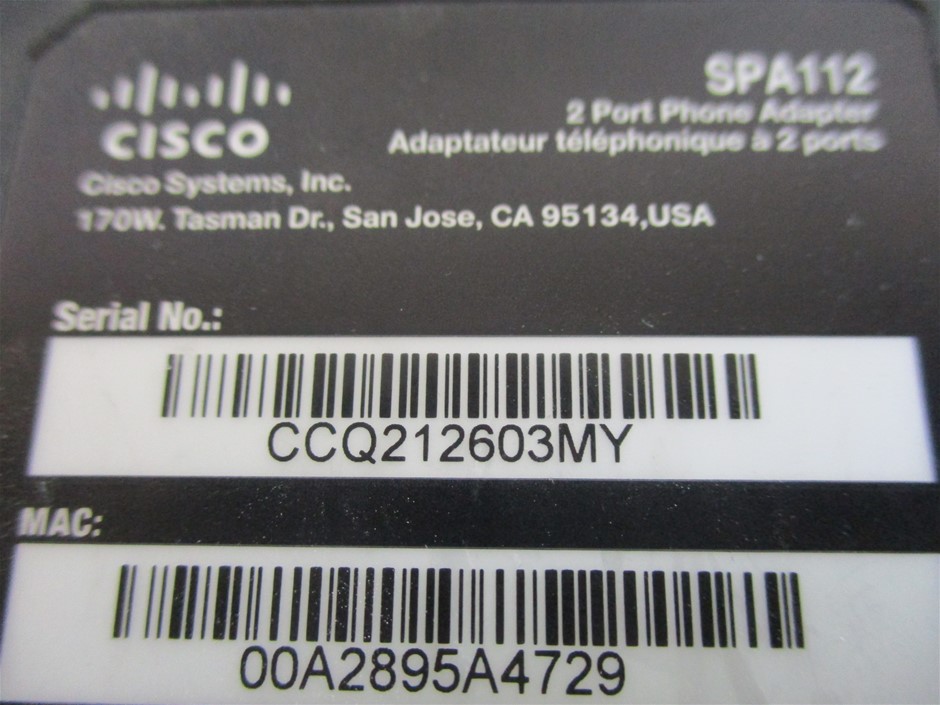 CISCO
SPA112
2 Port Phone Adapter
Adaptateur téléphonique à 2 ports
Cisco Systems, Inc.
170W. Tasman Dr., San Jose, CA 95134,USA
Serial No.:
CCQ212603MY
MAC:
00A2895A4729